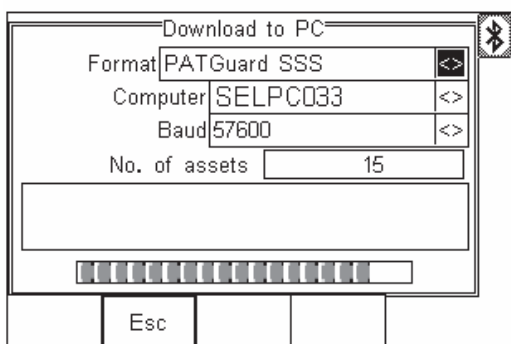 Download to PC
Format PATGuard SSS <>
Computer SELPC033 <>
Baud 57600 <>
No. of assets 15
Esc